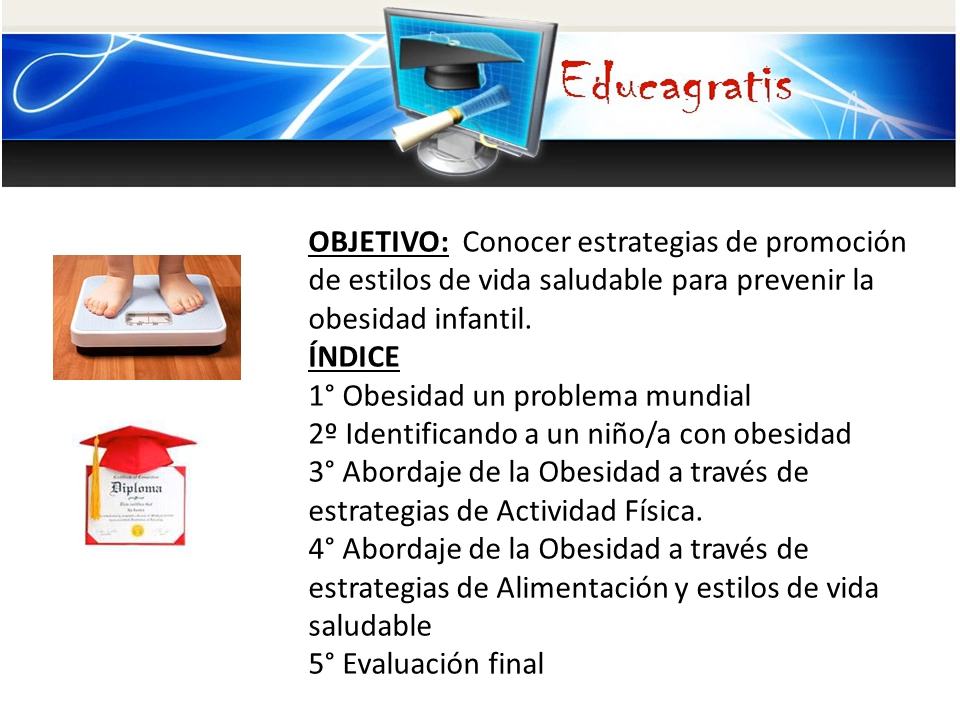 Educagratis
OBJETIVO: Conocer estrategias de promoción
de estilos de vida saludable para prevenir la
obesidad infantil.
ÍNDICE
1° Obesidad un problema mundial
2º Identificando a un niño/a con obesidad
3° Abordaje de la Obesidad a través de
estrategias de Actividad Física.
4° Abordaje de la Obesidad a través de
estrategias de Alimentación y estilos de vida
saludable
5° Evaluación final
Diploma